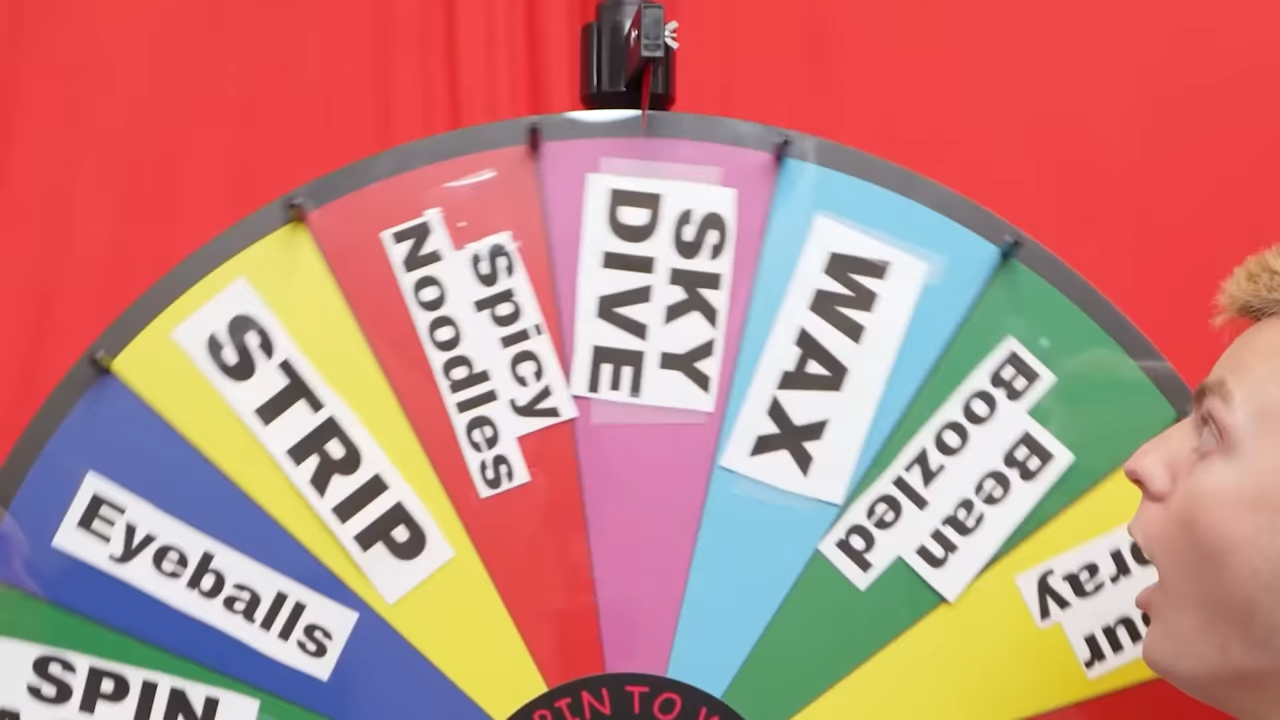 SPIN
Eyeballs
STRIP
Spicy
Noodles
SKY
DIVE
WAX
Bean
Boozled